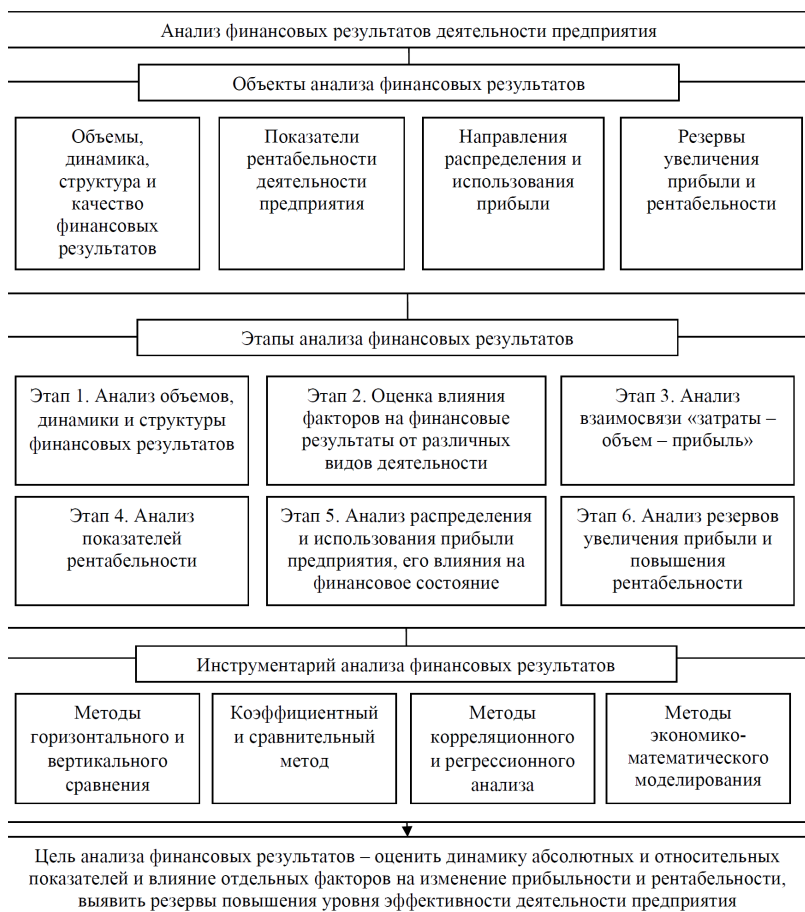 Анализ финансовых результатов деятельности предприятия
Объекты анализа финансовых результатов
Объемы,
динамика,
структура и
качество
финансовых
результатов
Показатели
рентабельности
деятельности
предприятия
Направления
распределения и
использования
прибыли
Резервы
увеличения
прибыли и
рентабельности
Этапы анализа финансовых результатов
Этап 1. Анализ объемов,
динамики и структуры
финансовых результатов
Этап 2. Оценка влияния
факторов на финансовые
результаты от различных
видов деятельности
Этап 3. Анализ
взаимосвязи «затраты –
объем – прибыль»
Этап 4. Анализ
показателей
рентабельности
Этап 5. Анализ распределения
и использования прибыли
предприятия, его влияния на
финансовое состояние
Этап 6. Анализ резервов
увеличения прибыли и
повышения
рентабельности
Инструментарий анализа финансовых результатов
Методы
горизонтального и
вертикального
сравнения
Коэффициентный
и сравнительный
метод
Методы
корреляционного
и регрессионного
анализа
Методы
экономико-
математического
моделирования
Цель анализа финансовых результатов – оценить динамику абсолютных и относительных
показателей и влияние отдельных факторов на изменение прибыльности и рентабельности,
выявить резервы повышения уровня эффективности деятельности предприятия